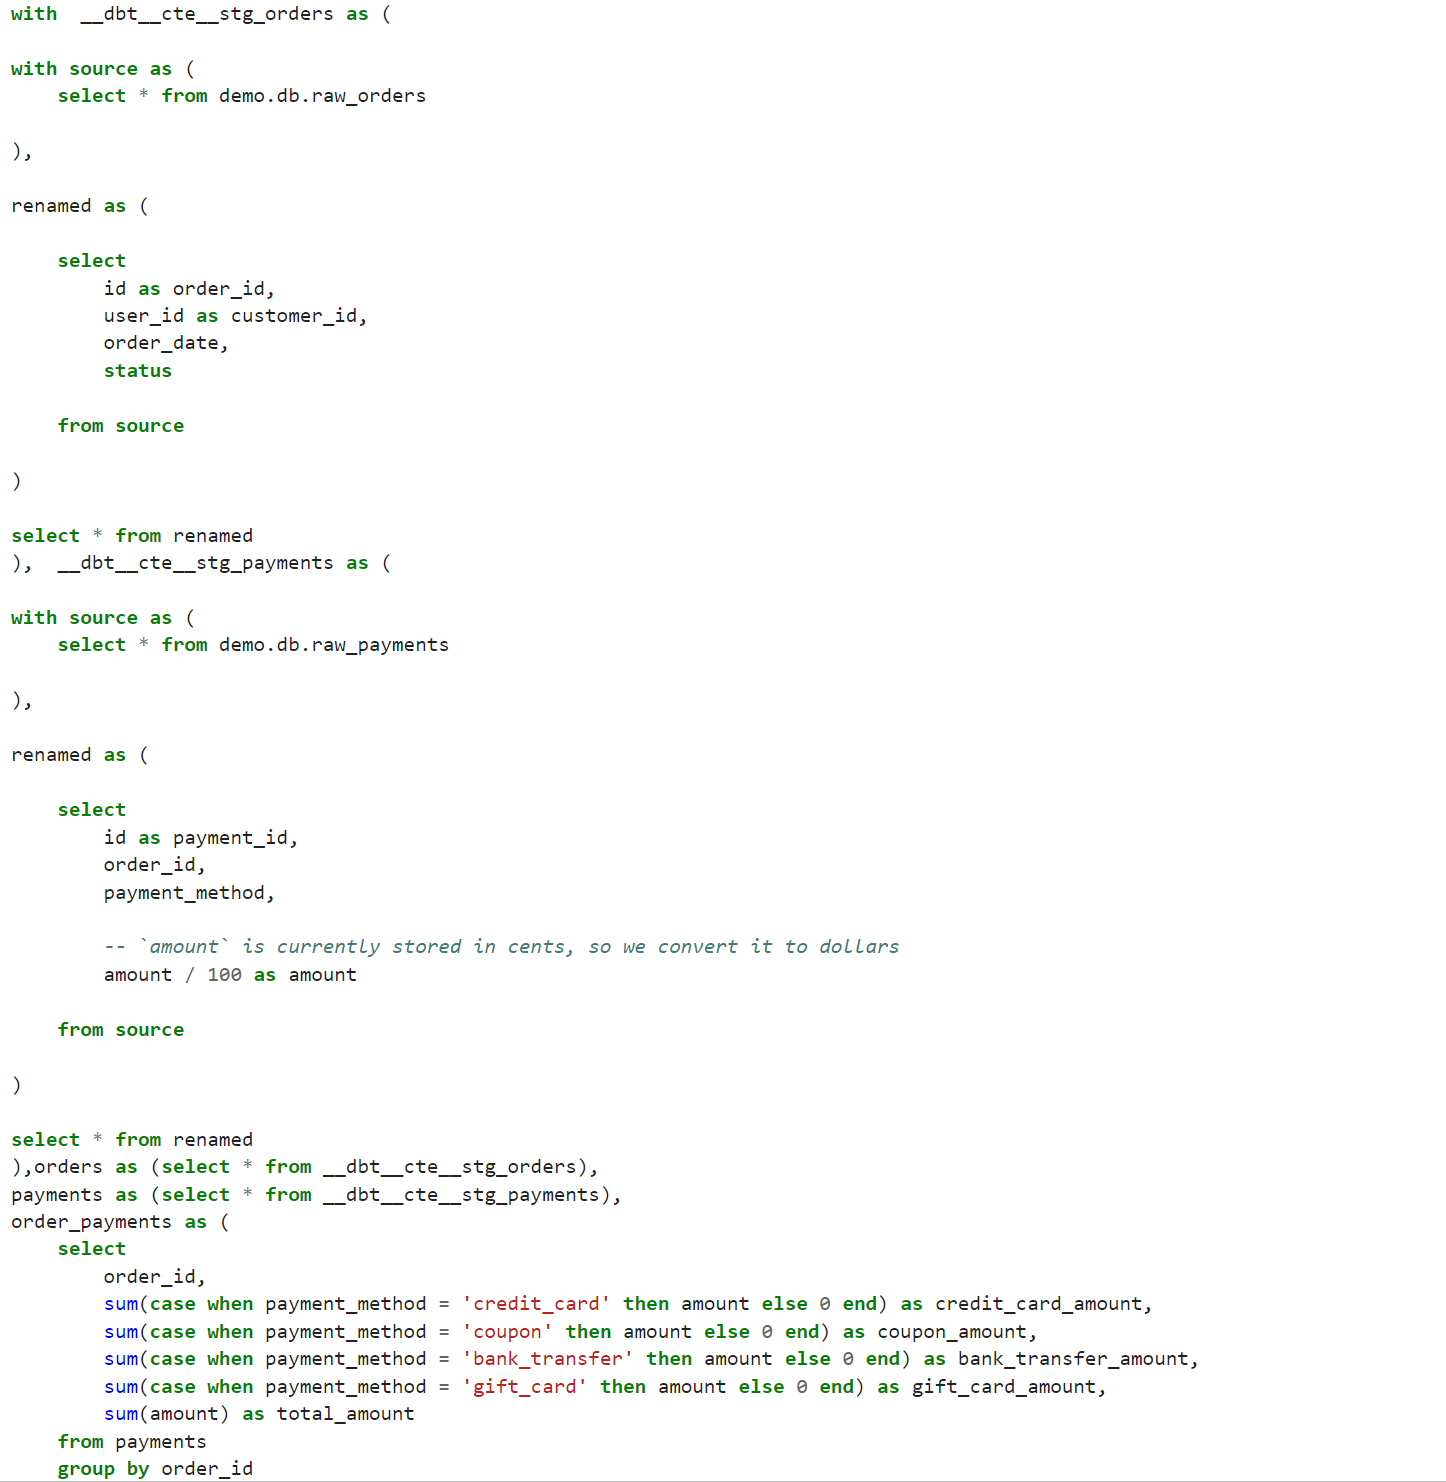 with  __dbt__cte__stg_orders as (
with source as (
    select * from demo.db.raw_orders
),
renamed as (
    select
        id as order_id,
        user_id as customer_id,
        order_date,
        status
    from source
)
select * from renamed
),  __dbt__cte__stg_payments as (
with source as (
    select * from demo.db.raw_payments
),
renamed as (
    select
        id as payment_id,
        order_id,
        payment_method,
        -- `amount` is currently stored in cents, so we convert it to dollars
        amount / 100 as amount
    from source
)
select * from renamed
),orders as (select * from __dbt__cte__stg_orders),
payments as (select * from __dbt__cte__stg_payments),
order_payments as (
    select
        order_id,
        sum(case when payment_method = 'credit_card' then amount else 0 end) as credit_card_amount,
        sum(case when payment_method = 'coupon' then amount else 0 end) as coupon_amount,
        sum(case when payment_method = 'bank_transfer' then amount else 0 end) as bank_transfer_amount,
        sum(case when payment_method = 'gift_card' then amount else 0 end) as gift_card_amount,
        sum(amount) as total_amount
    from payments
    group by order_id